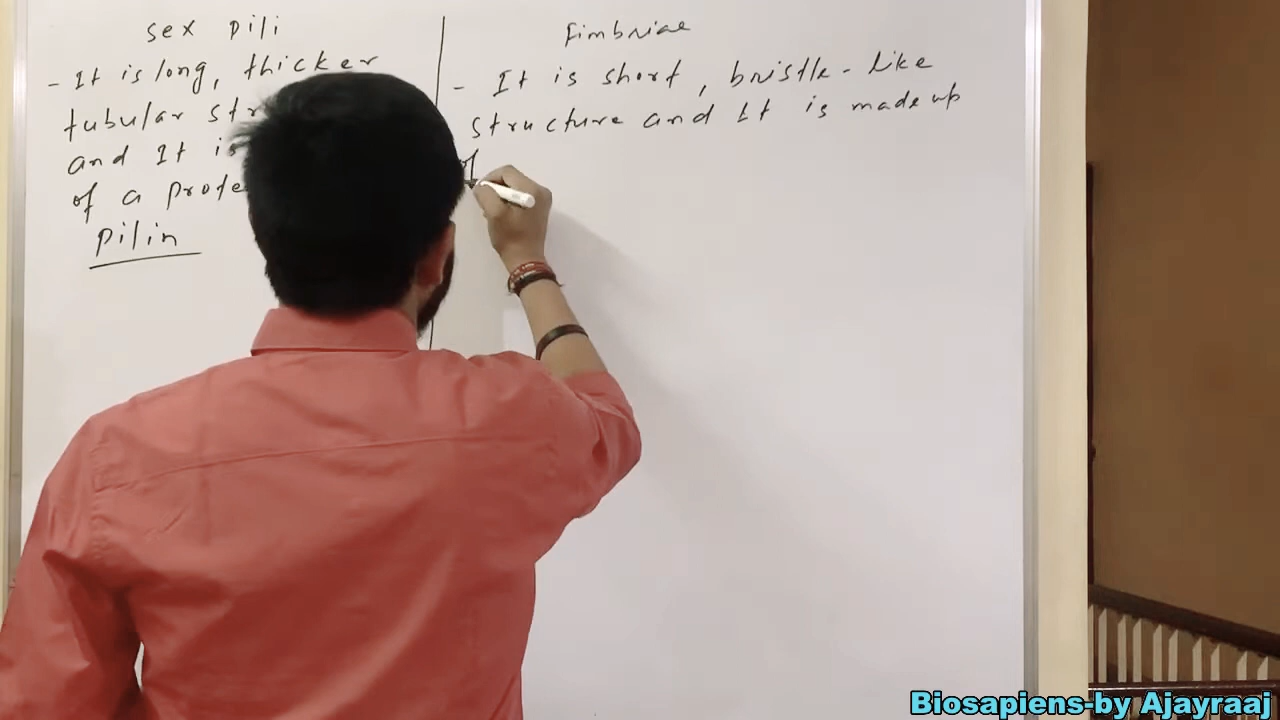 sex pili
- It is long, thicker
tubular str
and It is
of a prote
pilin
Fimbriae
- It is short, bristle-like
structure and It is made up
of
Biosapiens-by Ajayraaj